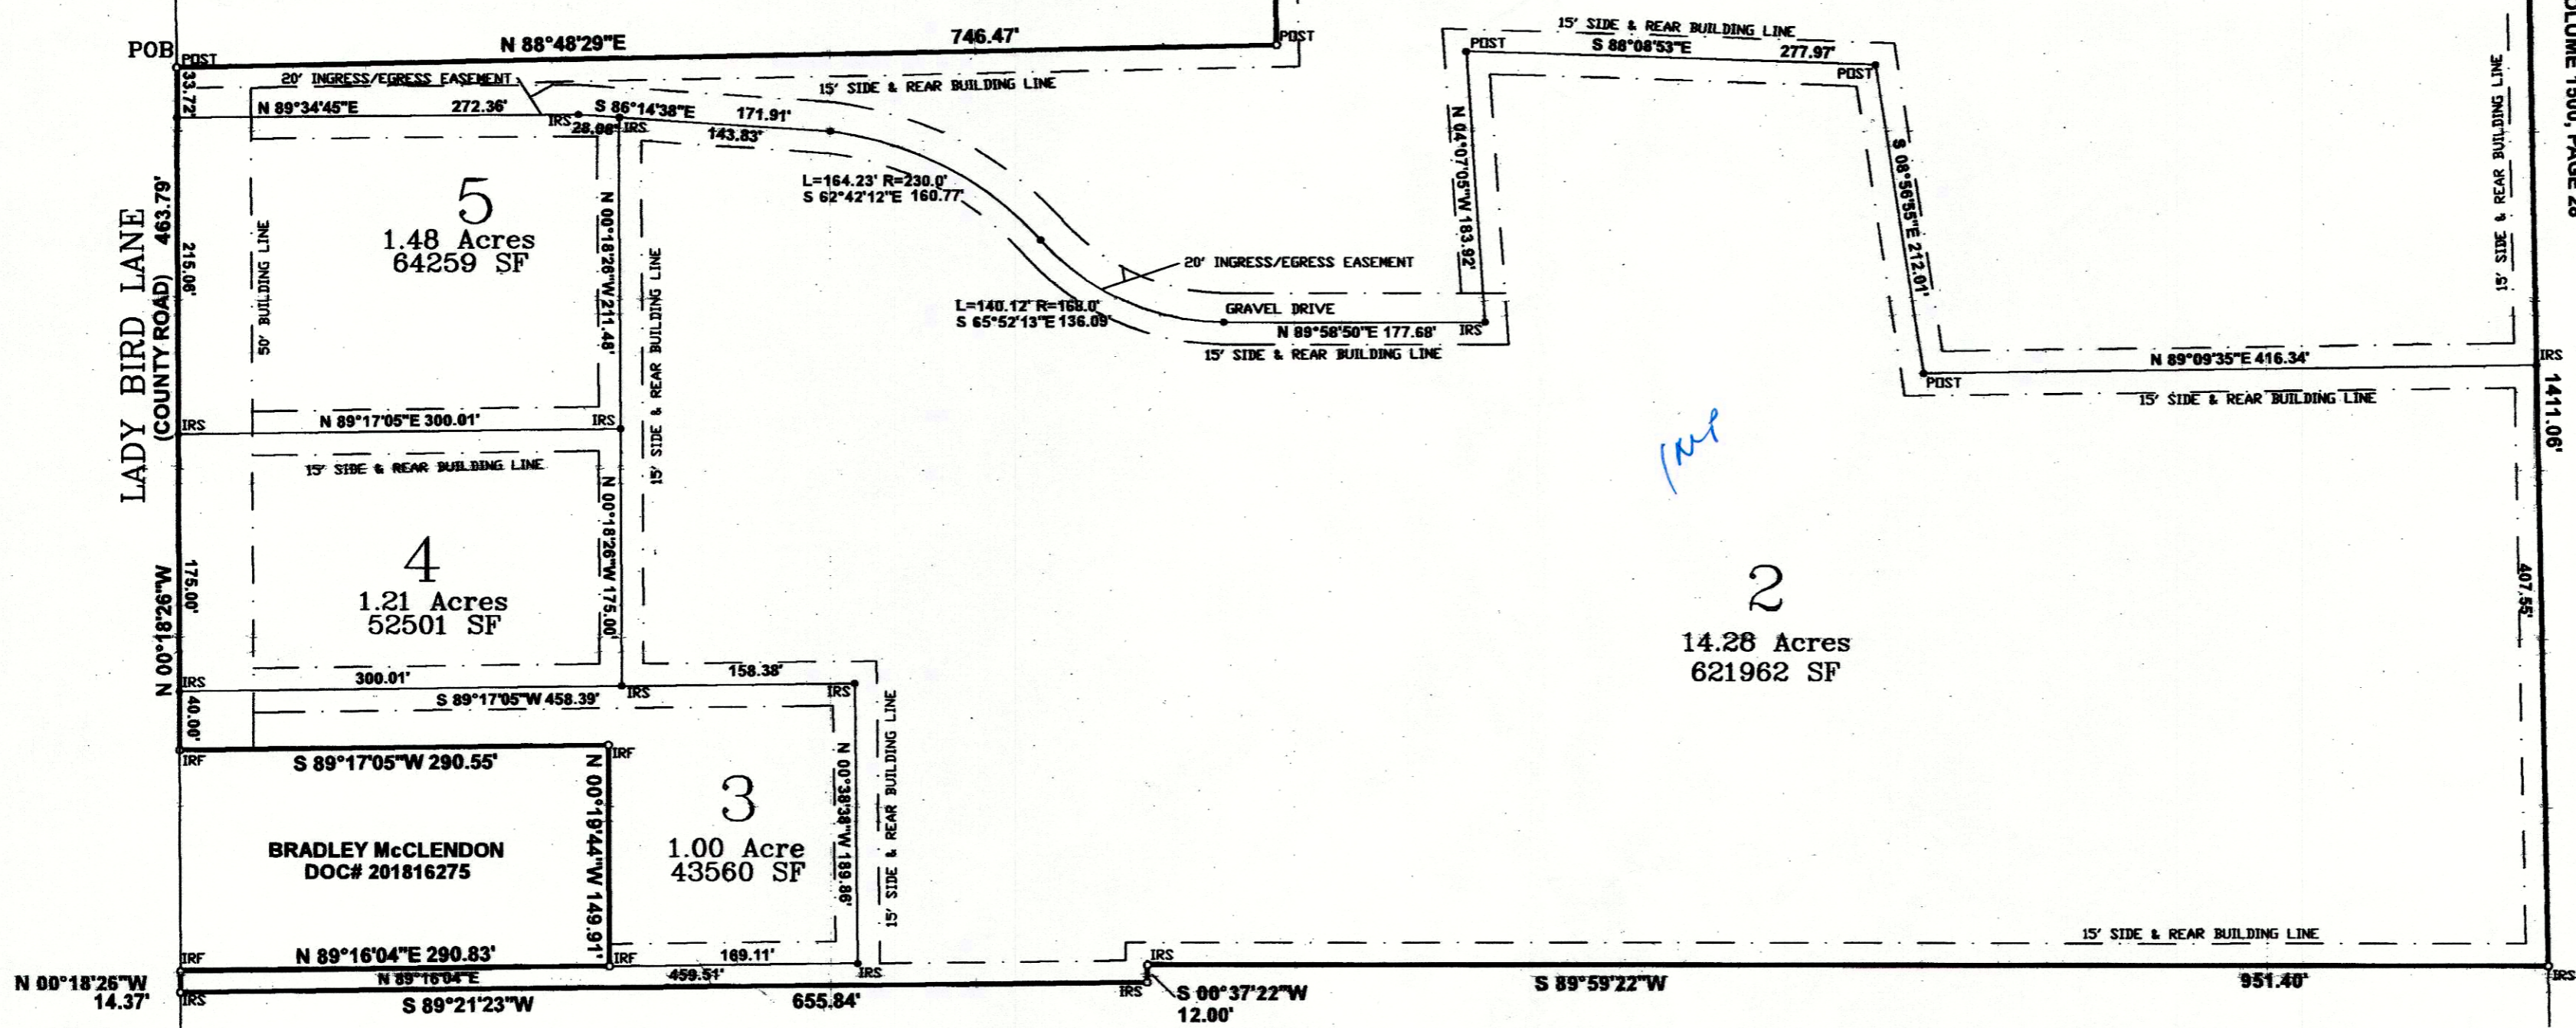 POB
POST
N 88°48'29"E
746.47'
POST
33.72'
20' INGRESS/EGRESS EASEMENT
15' SIDE & REAR BUILDING LINE
N 89°34'45"E
272.36'
IRS
28.08'
IRS
S 86°14'38"E
171.91'
143.83'
LADY BIRD LANE
(COUNTY ROAD)
463.79'
N 00°18'26"W
215.06'
50' BUILDING LINE
5
1.48 Acres
64259 SF
N 00°18'26"W 211.48'
15' SIDE & REAR BUILDING LINE
L=164.23' R=230.0'
S 62°42'12"E 160.77'
20' INGRESS/EGRESS EASEMENT
L=140.12' R=168.0'
S 65°52'13"E 136.09'
GRAVEL DRIVE
N 89°58'50"E 177.68'
IRS
15' SIDE & REAR BUILDING LINE
15' SIDE & REAR BUILDING LINE
POST
S 88°08'53"E
277.97'
POST
N 04°07'05"W 183.92'
S 08°56'55"E 212.01'
15' SIDE & REAR BUILDING LINE
N 89°09'35"E 416.34'
IRS
POST
15' SIDE & REAR BUILDING LINE
1411.06'
IRS
N 89°17'05"E 300.01'
IRS
15' SIDE & REAR BUILDING LINE
175.00'
4
1.21 Acres
52501 SF
N 00°18'26"W 175.00'
2
14.28 Acres
621962 SF
407.55'
IRS
300.01'
IRS
158.38'
IRS
S 89°17'05"W 458.39'
40.00'
IRF
S 89°17'05"W 290.55'
IRF
N 00°19'44"W 149.91'
BRADLEY McCLENDON
DOC# 201816275
3
1.00 Acre
43560 SF
N 00°38'38"W 189.86'
15' SIDE & REAR BUILDING LINE
15' SIDE & REAR BUILDING LINE
IRF
N 89°16'04"E 290.83'
IRF
169.11'
IRS
N 89°16'04"E
459.51'
N 00°18'26"W
14.37'
IRS
S 89°21'23"W
655.84'
IRS
IRS
S 00°37'22"W
12.00'
S 89°59'22"W
951.40'
IRS